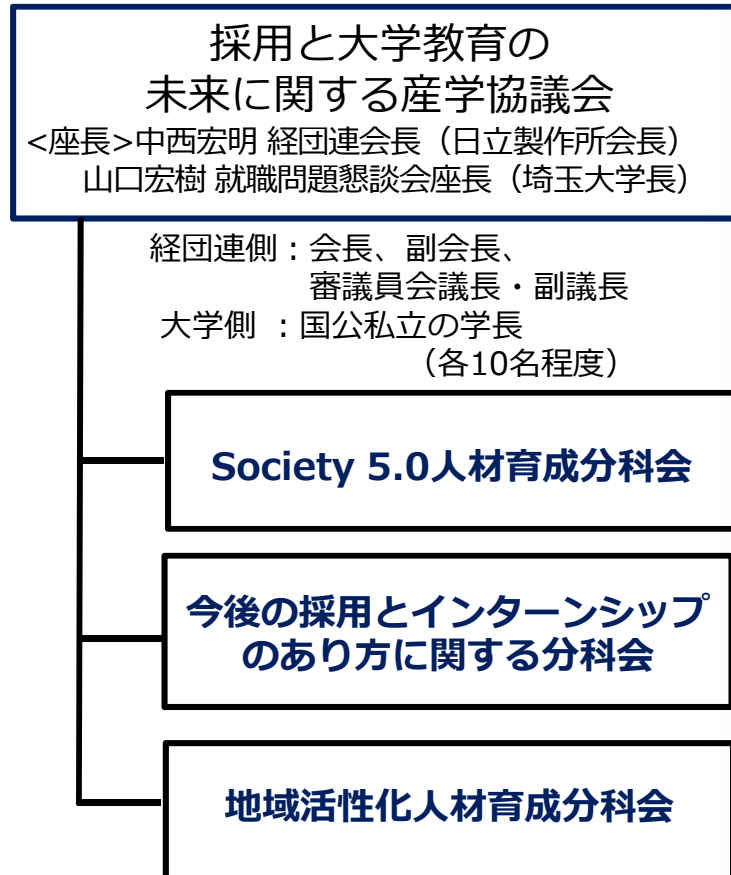 採用と大学教育の
未来に関する産学協議会
<座長>中西宏明 経団連会長（日立製作所会長）
山口宏樹 就職問題懇談会座長（埼玉大学長）
経団連側：会長、副会長、
審議員会議長・副議長
大学側 ：国公私立の学長
（各10名程度）
Society 5.0人材育成分科会
今後の採用とインターンシップ
のあり方に関する分科会
地域活性化人材育成分科会